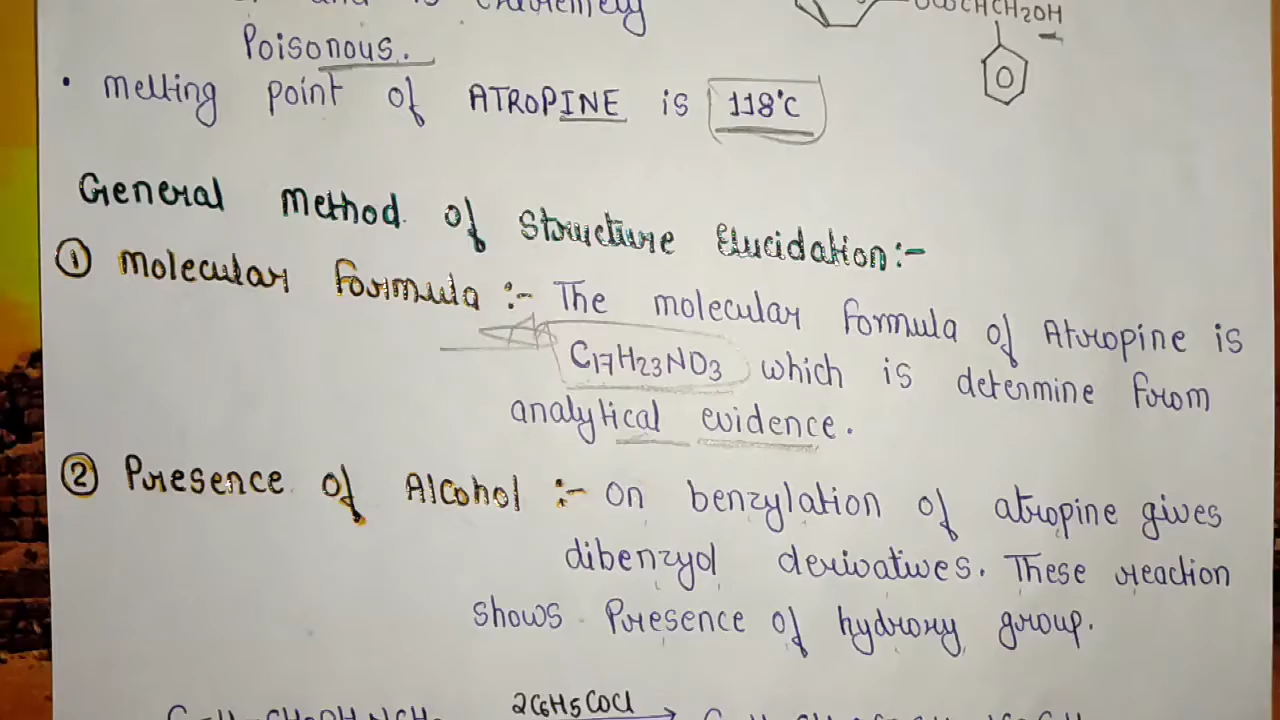 Poisonous.
OCOCHCH2OH
• Melting point of ATROPINE is 118°C
General Method of Structure Elucidation:-
① Molecular Formula :- The molecular formula of Atropine is
C17H23NO3 which is determine from
analytical evidence.
② Presence of Alcohol :- On benzylation of atropine gives
dibenzyol derivatives. These reaction
shows Presence of hydroxy group.
2C6H5COCl